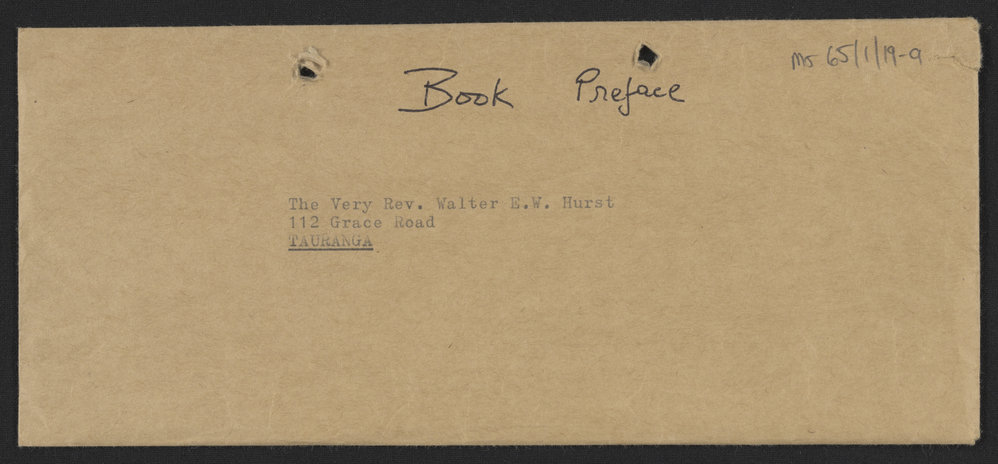 Ms 65/1/19-9
Book Preface
The Very Rev. Walter E.W. Hurst
112 Grace Road
TAURANGA